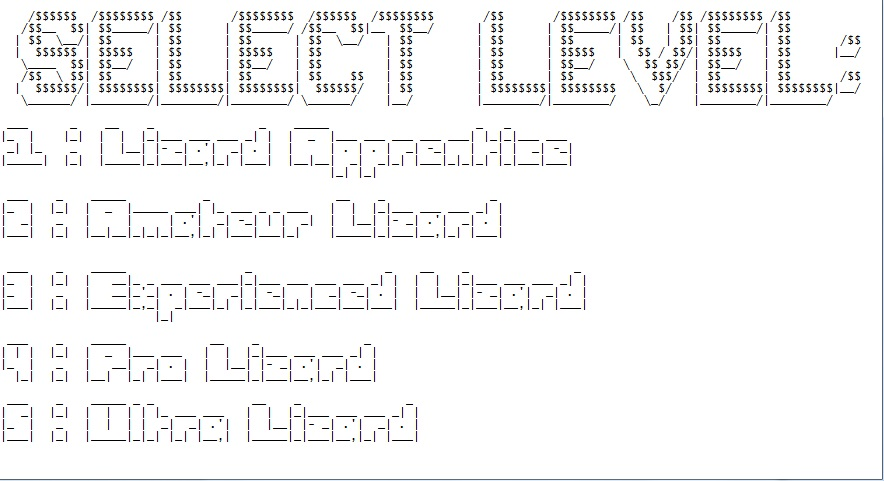 SELECT LEVEL:
1 : Lizard Apprentice
2 : Amateur Lizard
3 : Experienced Lizard
4 : Pro Lizard
5 : Ultra Lizard